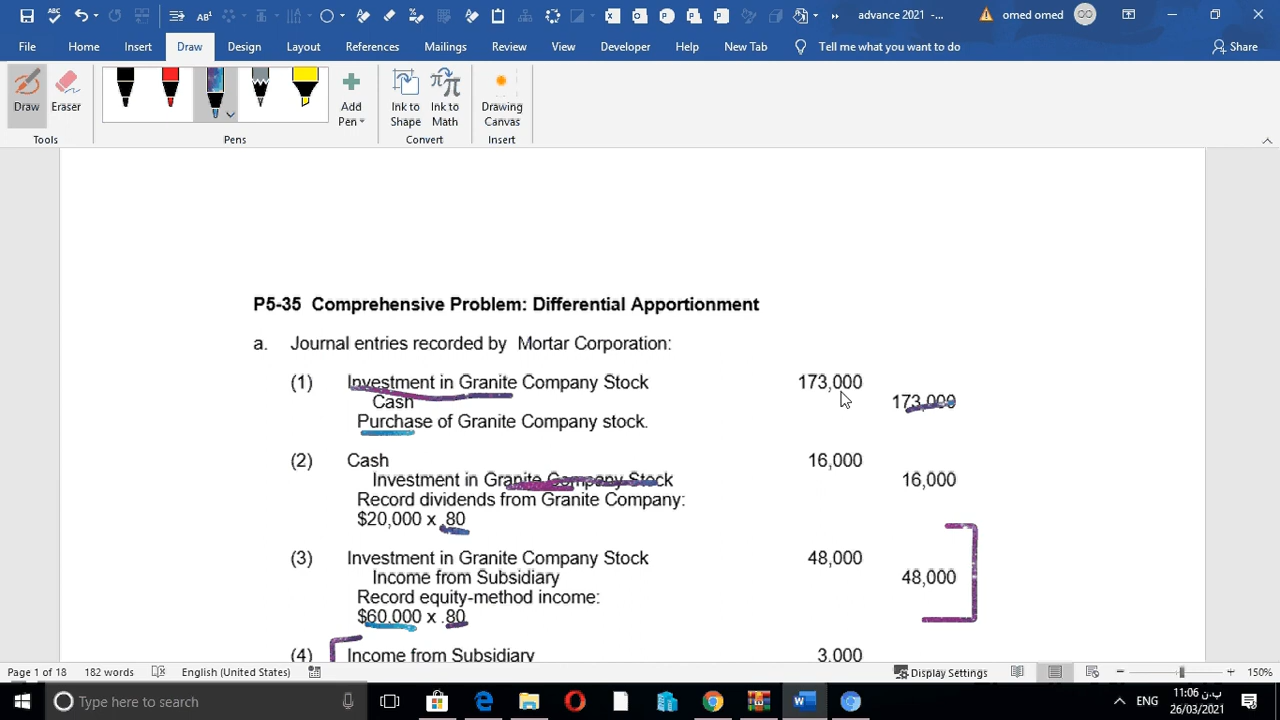 advance 2021 -...
omed omed
File Home Insert Draw Design Layout References Mailings Review View Developer Help New Tab Tell me what you want to do Share
Draw Eraser Add Pen Ink to Shape Ink to Math Drawing Canvas
Tools Pens Convert Insert
P5-35 Comprehensive Problem: Differential Apportionment
a. Journal entries recorded by Mortar Corporation:
(1) Investment in Granite Company Stock 173,000
Cash 173,000
Purchase of Granite Company stock.
(2) Cash 16,000
Investment in Granite Company Stock 16,000
Record dividends from Granite Company:
$20,000 x .80
(3) Investment in Granite Company Stock 48,000
Income from Subsidiary 48,000
Record equity-method income:
$60,000 x .80
(4) Income from Subsidiary 3,000
Page 1 of 18 182 words English (United States) Display Settings 150%
Type here to search ENG 11:06 ب.ن
26/03/2021